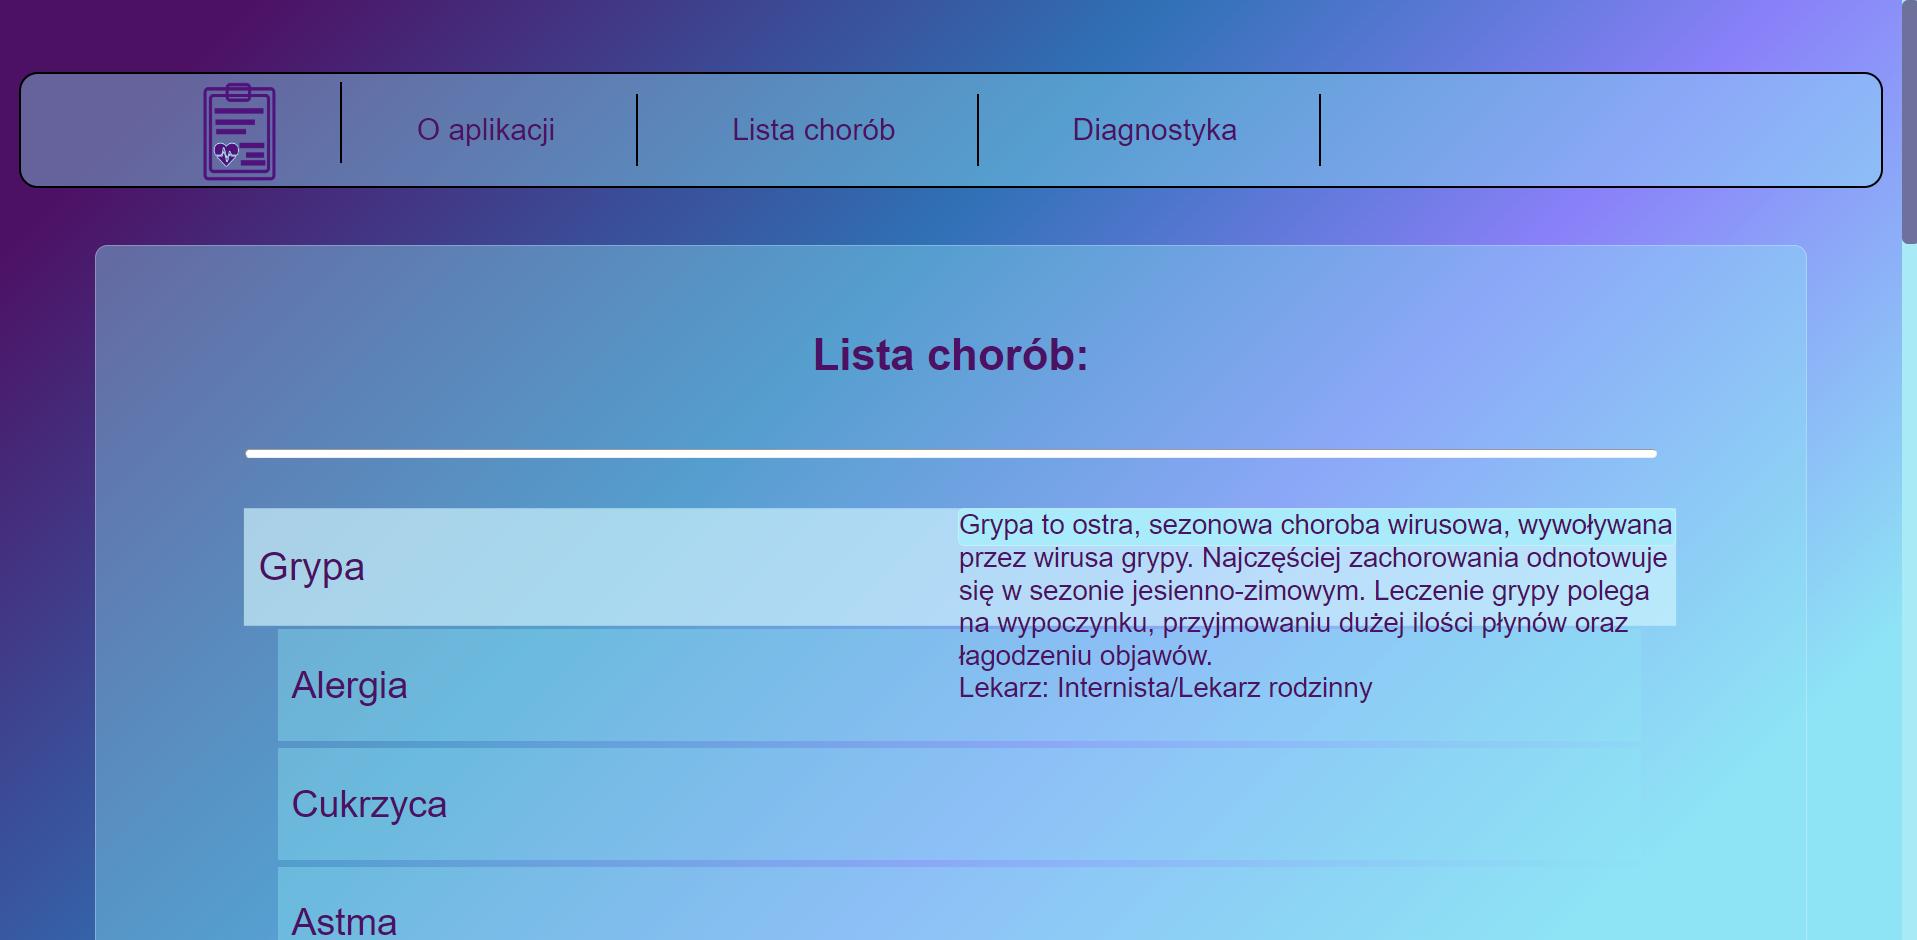 O aplikacji
Lista chorób
Diagnostyka
Lista chorób:
Grypa
Grypa to ostra, sezonowa choroba wirusowa, wywoływana
przez wirusa grypy. Najczęściej zachorowania odnotowuje
się w sezonie jesienno-zimowym. Leczenie grypy polega
na wypoczynku, przyjmowaniu dużej ilości płynów oraz
łagodzeniu objawów.
Lekarz: Internista/Lekarz rodzinny
Alergia
Cukrzyca
Astma